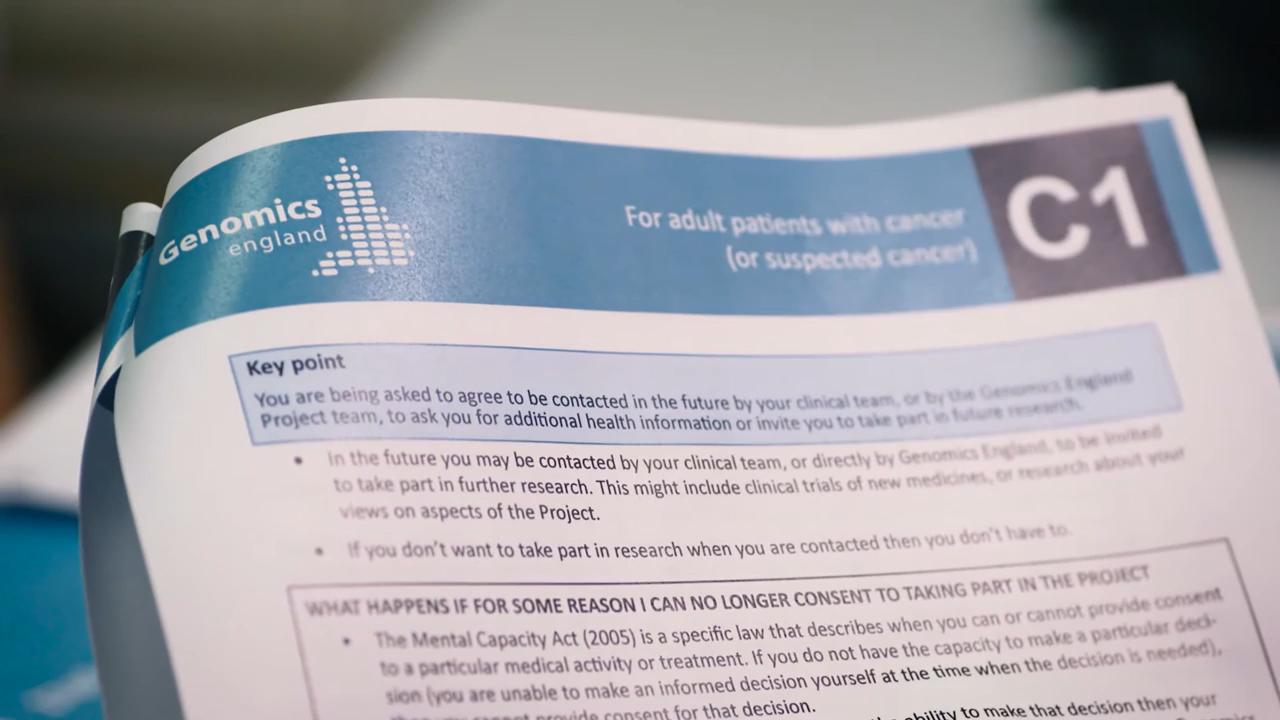 Genomics
england
For adult patients with cancer
(or suspected cancer)
C1
Key point
You are being asked to agree to be contacted in the future by your clinical team, or by the Genomics England
Project team, to ask you for additional health information or invite you to take part in future research.
• In the future you may be contacted by your clinical team, or directly by Genomics England, to be invited
to take part in further research. This might include clinical trials of new medicines, or research about your
views on aspects of the Project.
• If you don't want to take part in research when you are contacted then you don't have to.
WHAT HAPPENS IF FOR SOME REASON I CAN NO LONGER CONSENT TO TAKING PART IN THE PROJECT
• The Mental Capacity Act (2005) is a specific law that describes when you can or cannot provide consent
to a particular medical activity or treatment. If you do not have the capacity to make a particular deci-
sion (you are unable to make an informed decision yourself at the time when the decision is needed),
then you cannot provide consent for that decision.
ability to make that decision then your